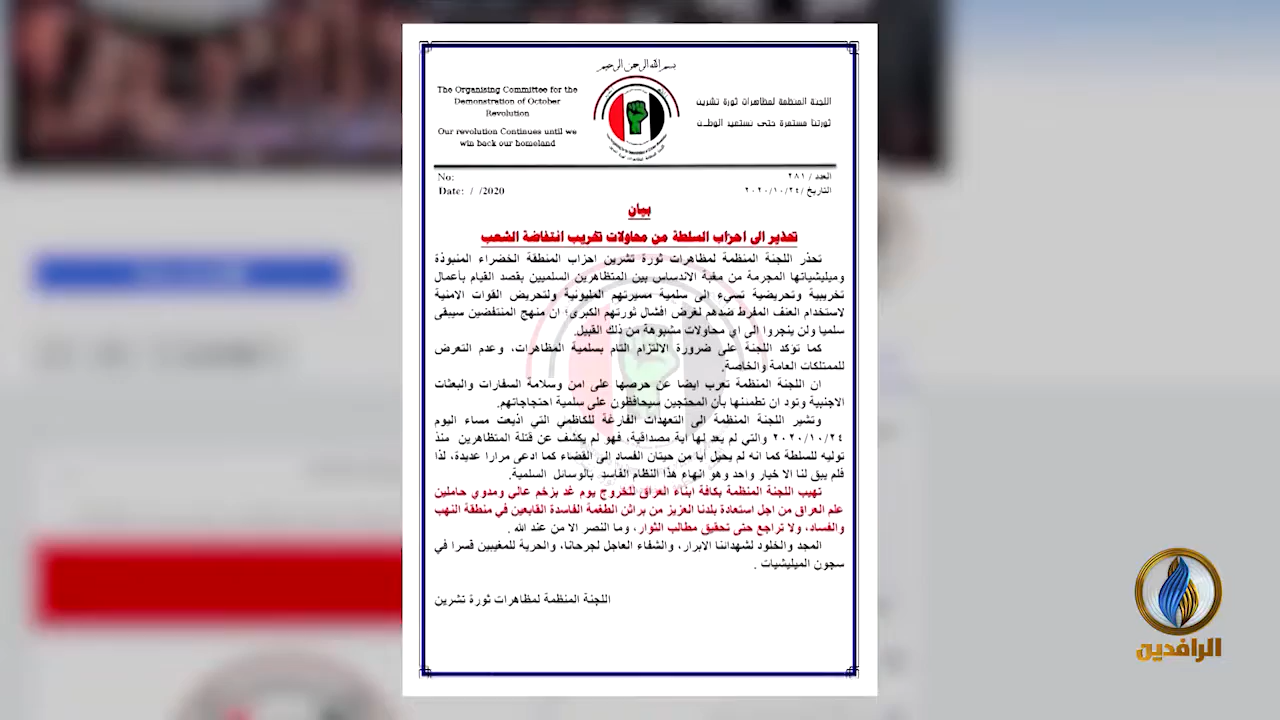 بسم الله الرحمن الرحيم
The Organising Committee for the
Demonstration of October
Revolution
Our revolution Continues until we
win back our homeland
اللجنة المنظمة لمظاهرات ثورة تشرين
ثورتنا مستمرة حتى نستعيد الوطن
No:
Date: / /2020
العدد / ٢٨١
التاريخ /٢٠٢٠/١٠/٢٤
بيان
تحذير الى احزاب السلطة من محاولات تخريب انتفاضة الشعب
تحذر اللجنة المنظمة لمظاهرات ثورة تشرين احزاب المنطقة الخضراء المنبوذة
وميليشياتها المجرمة من مغبة الاندساس بين المتظاهرين السلميين بقصد القيام بأعمال
تخريبية وتحريضية تسيء الى سلمية مسيرتهم المليونية ولتحريض القوات الامنية
لاستخدام العنف المفرط ضدهم لغرض افشال ثورتهم الكبرى؛ ان منهج المنتفضين سيبقى
سلميا ولن ينجروا الى اي محاولات مشبوهة من ذلك القبيل.
كما تؤكد اللجنة على ضرورة الالتزام التام بسلمية المظاهرات، وعدم التعرض
للممتلكات العامة والخاصة.
ان اللجنة المنظمة تعرب ايضا عن حرصها على امن وسلامة السفارات والبعثات
الاجنبية وتود ان تطمئنها بأن المحتجين سيحافظون على سلمية احتجاجاتهم.
وتشير اللجنة المنظمة الى التعهدات الفارغة للكاظمي التي اذيعت مساء اليوم
٢٠٢٠/١٠/٢٤ والتي لم يعد لها أية مصداقية، فهو لم يكشف عن قتلة المتظاهرين منذ
توليه للسلطة كما انه لم يحيل أيا من حيتان الفساد إلى القضاء كما ادعى مرارا عديدة، لذا
فلم يبق لنا الا خيار واحد وهو انهاء هذا النظام الفاسد بالوسائل السلمية.
تهيب اللجنة المنظمة بكافة ابناء العراق للخروج يوم غد بزخم عالي ومدوي حاملين
علم العراق من اجل استعادة بلدنا العزيز من براثن الطغمة الفاسدة القابعين في منطقة النهب
والفساد، ولا تراجع حتى تحقيق مطالب الثوار، وما النصر الا من عند الله .
المجد والخلود لشهدائنا الابرار، والشفاء العاجل لجرحانا، والحرية للمغيبين قسرا في
سجون الميليشيات .
اللجنة المنظمة لمظاهرات ثورة تشرين
الرافدين